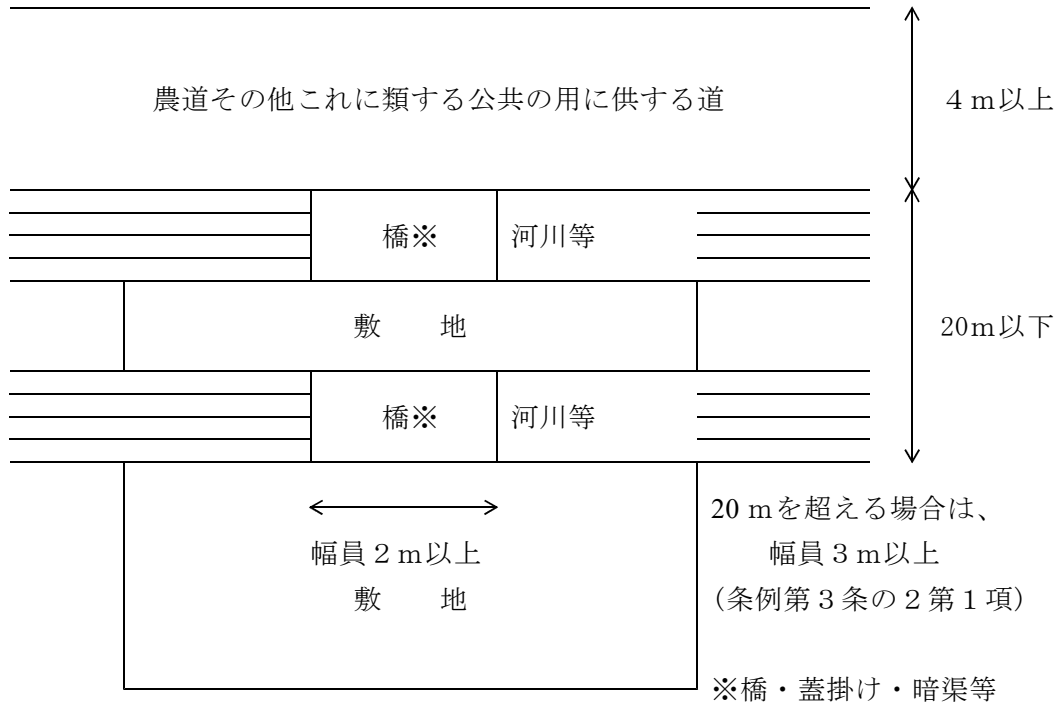 農道その他これに類する公共の用に供する道
４ｍ以上
橋※
河川等
敷　　地
20ｍ以下
橋※
河川等
幅員２ｍ以上
敷　　地
20 ｍを超える場合は、
幅員３ｍ以上
（条例第３条の２第１項）
※橋・蓋掛け・暗渠等